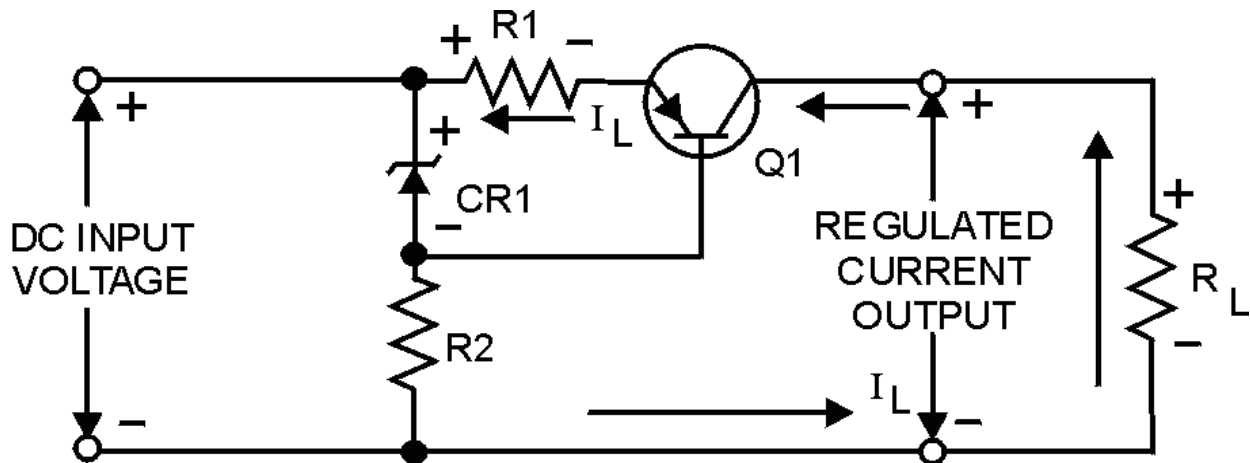 R1
+
−
+
I L
+
Q1
+
CR1
+
−
DC INPUT
VOLTAGE
REGULATED
CURRENT
OUTPUT
R L
−
R2
I L
−
−